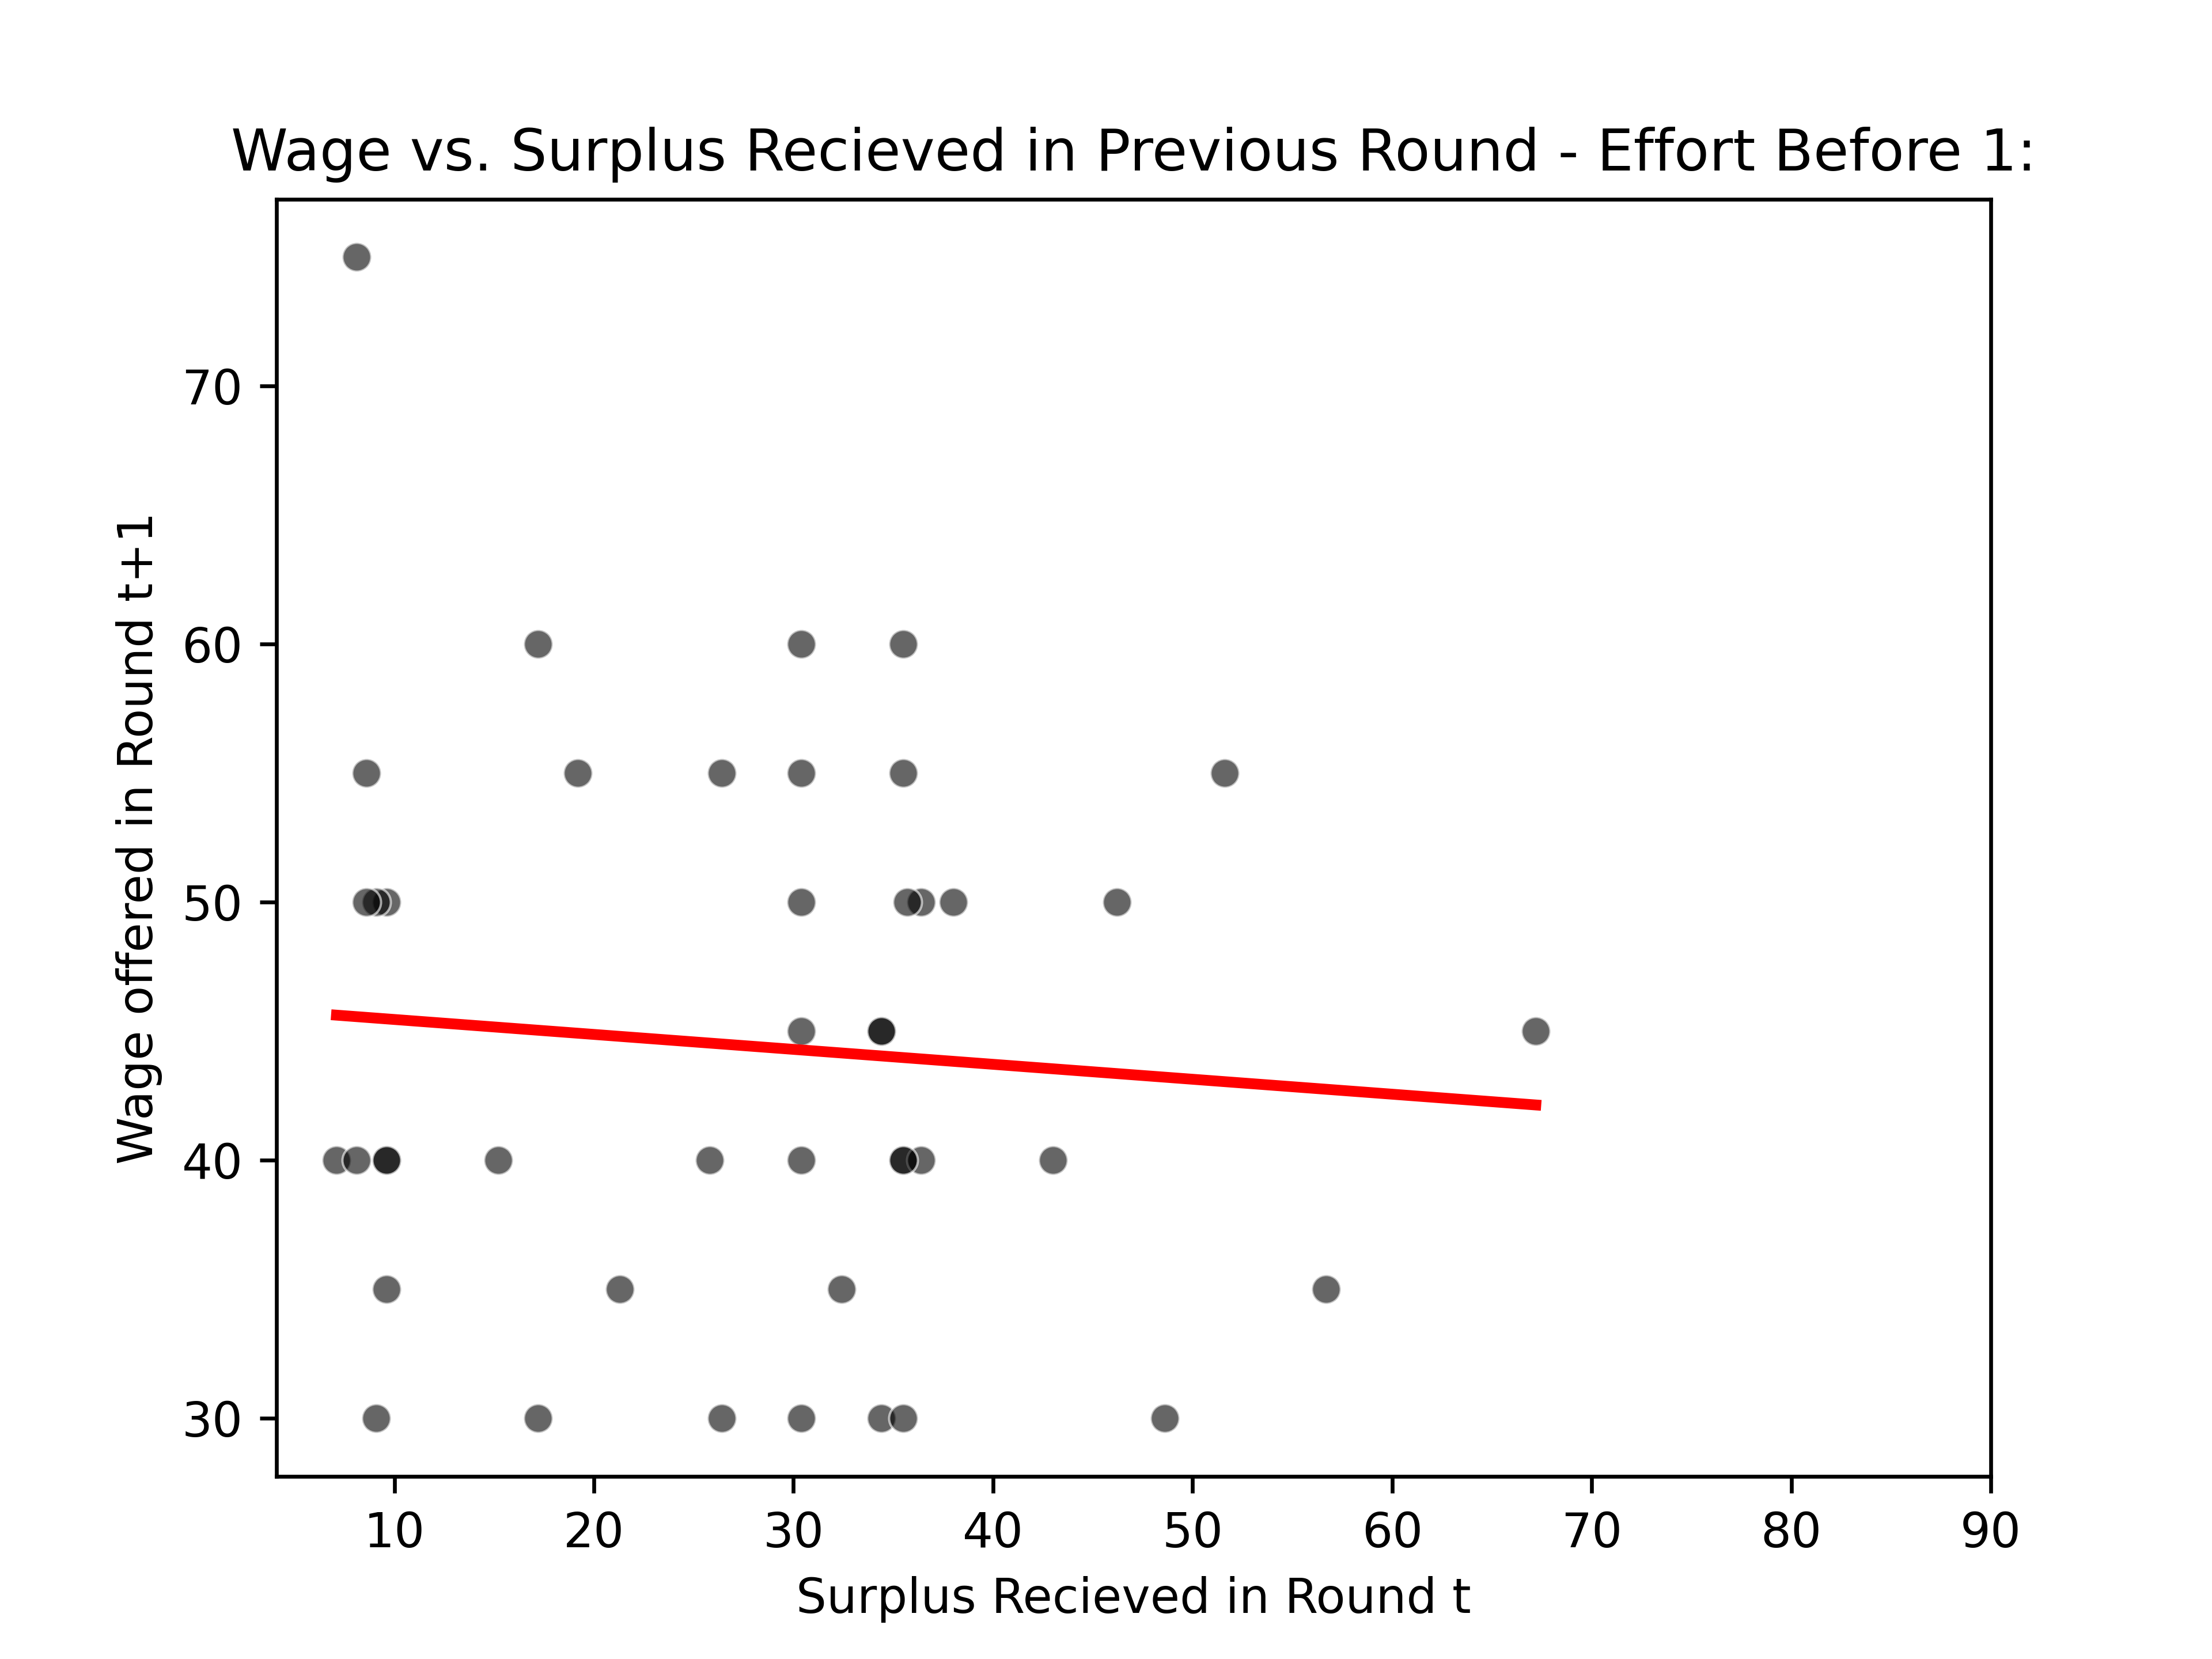 Wage vs. Surplus Recieved in Previous Round - Effort Before 1:
Wage offered in Round t+1
70
60
50
40
30
10 20 30 40 50 60 70 80 90
Surplus Recieved in Round t